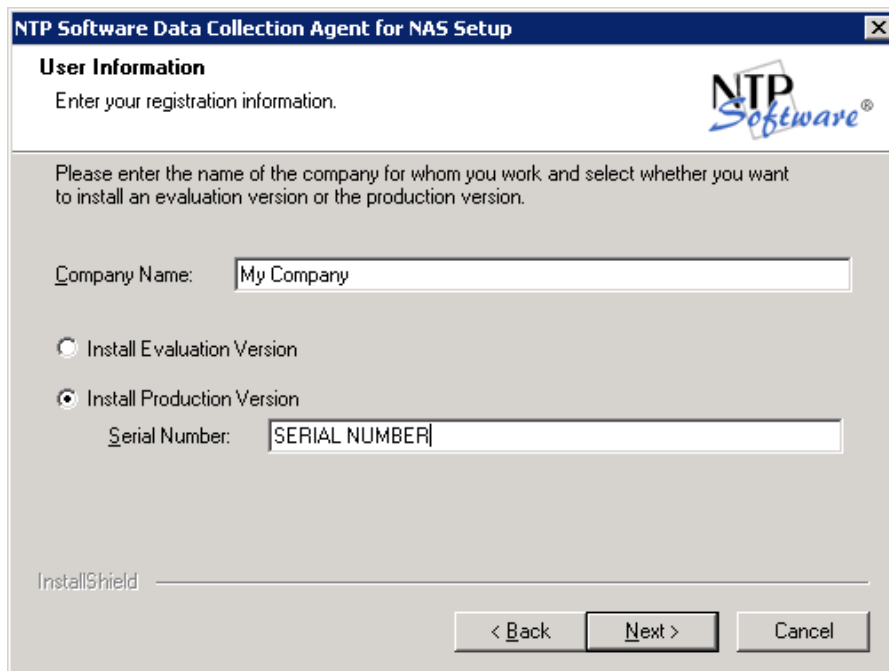 NTP Software Data Collection Agent for NAS Setup
User Information
Enter your registration information.
NTP
Software®
Please enter the name of the company for whom you work and select whether you want
to install an evaluation version or the production version.
Company Name: My Company
Install Evaluation Version
Install Production Version
Serial Number: SERIAL NUMBER
InstallShield
< Back Next > Cancel